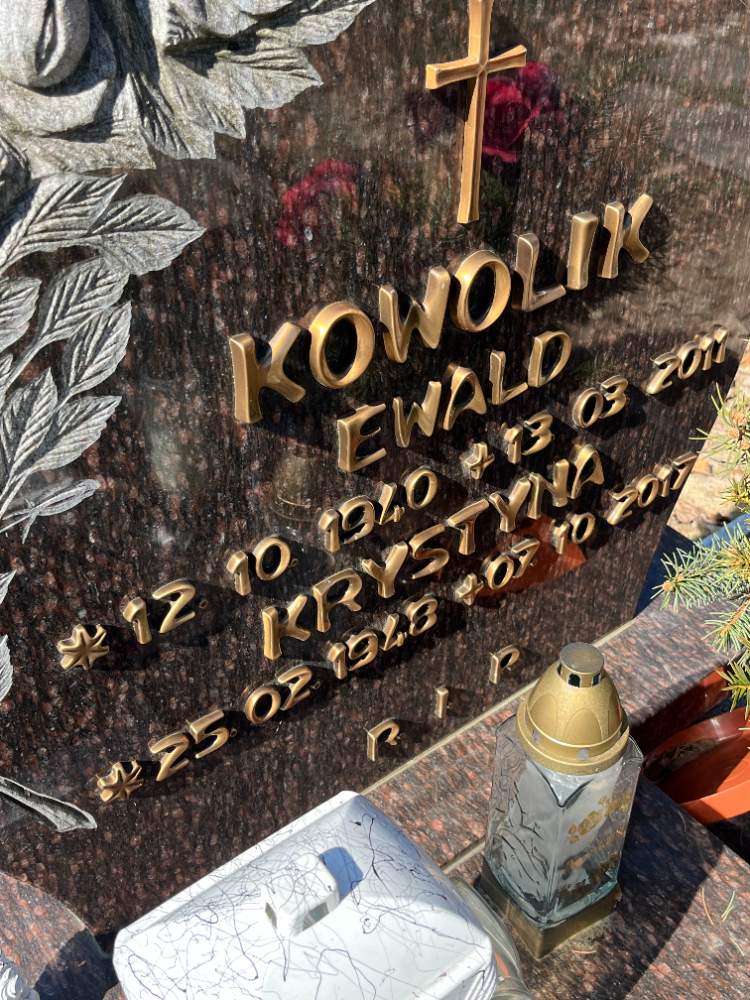 KOWOLIK
EWALD
* 12. 10. 1940 + 13 03 2011
KRYSTYNA
* 25. 02. 1948 + 07 10 2017
R I P